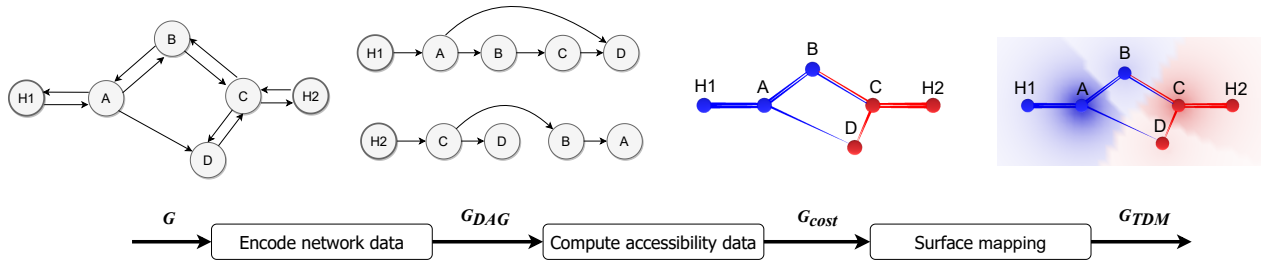 B
H1
A
C
H2
D
H1
A
B
C
D
H2
C
D
B
A
B
H1
A
C
H2
D
B
H1
A
C
H2
D
G
G_DAG
G_cost
G_TDM
Encode network data
Compute accessibility data
Surface mapping